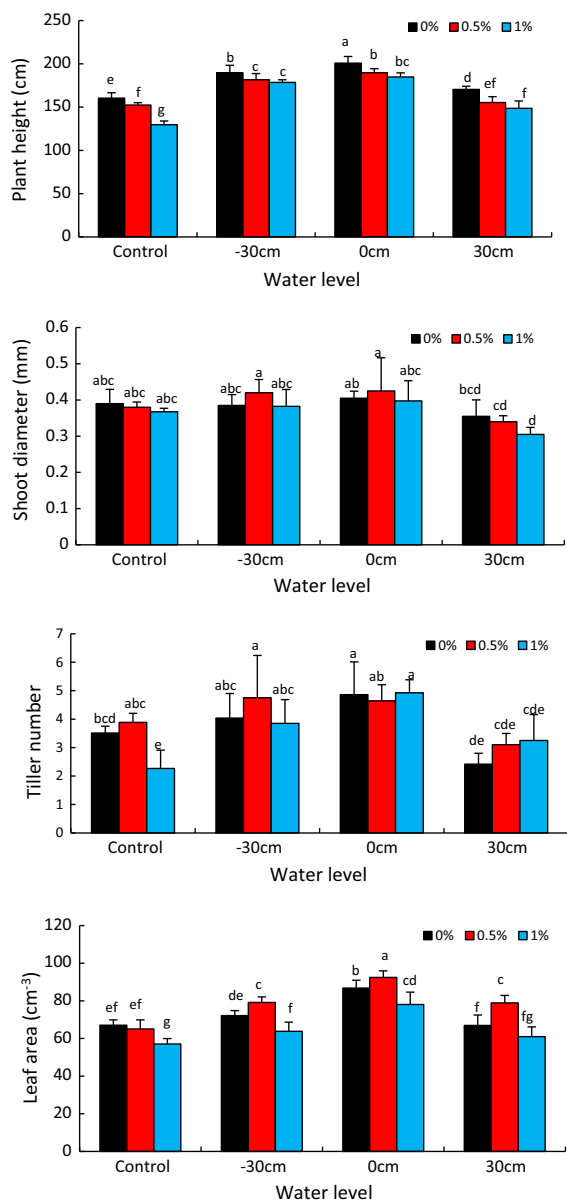 250
200
150
100
50
0
Plant height (cm)
0% 0.5% 1%
e f g b c c a b bc d ef f
Control -30cm 0cm 30cm
Water level
0.6
0.5
0.4
0.3
0.2
0.1
0
Shoot diameter (mm)
0% 0.5% 1%
abc abc abc abc a abc ab a abc bcd cd d
Control -30cm 0cm 30cm
Water level
7
6
5
4
3
2
1
0
Tiller number
0% 0.5% 1%
bcd abc e abc a abc a ab a de cde cde
Control -30cm 0cm 30cm
Water level
120
100
80
60
40
20
0
Leaf area (cm⁻³)
0% 0.5% 1%
ef ef g de c f b a cd f c fg
Control -30cm 0cm 30cm
Water level